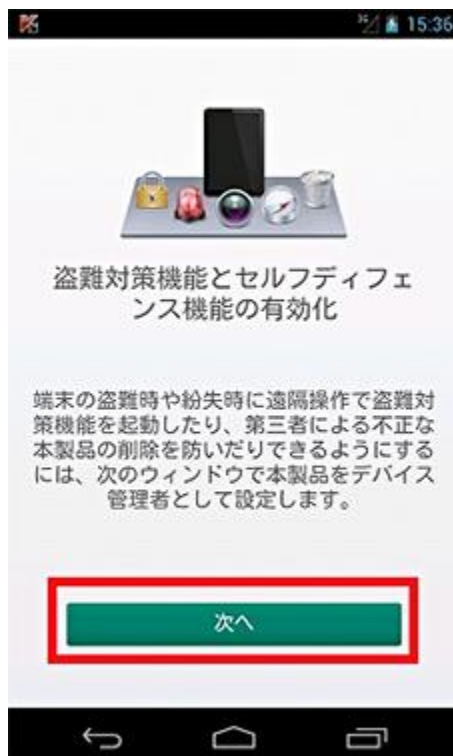 3G 15:36
盗難対策機能とセルフディフェ
ンス機能の有効化
端末の盗難時や紛失時に遠隔操作で盗難対
策機能を起動したり、第三者による不正な
本製品の削除を防いだりできるようにする
には、次のウィンドウで本製品をデバイス
管理者として設定します。
次へ